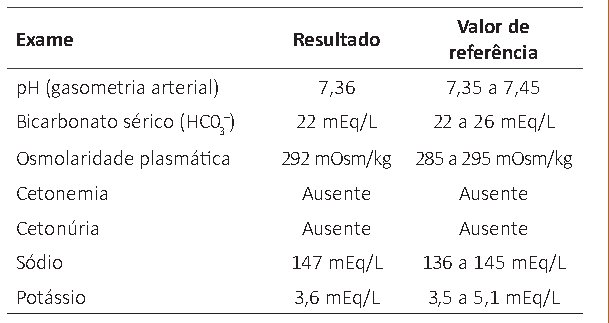 Exame Resultado Valor de referência
pH (gasometria arterial) 7,36 7,35 a 7,45
Bicarbonato sérico (HCO₃⁻) 22 mEq/L 22 a 26 mEq/L
Osmolaridade plasmática 292 mOsm/kg 285 a 295 mOsm/kg
Cetonemia Ausente Ausente
Cetonúria Ausente Ausente
Sódio 147 mEq/L 136 a 145 mEq/L
Potássio 3,6 mEq/L 3,5 a 5,1 mEq/L